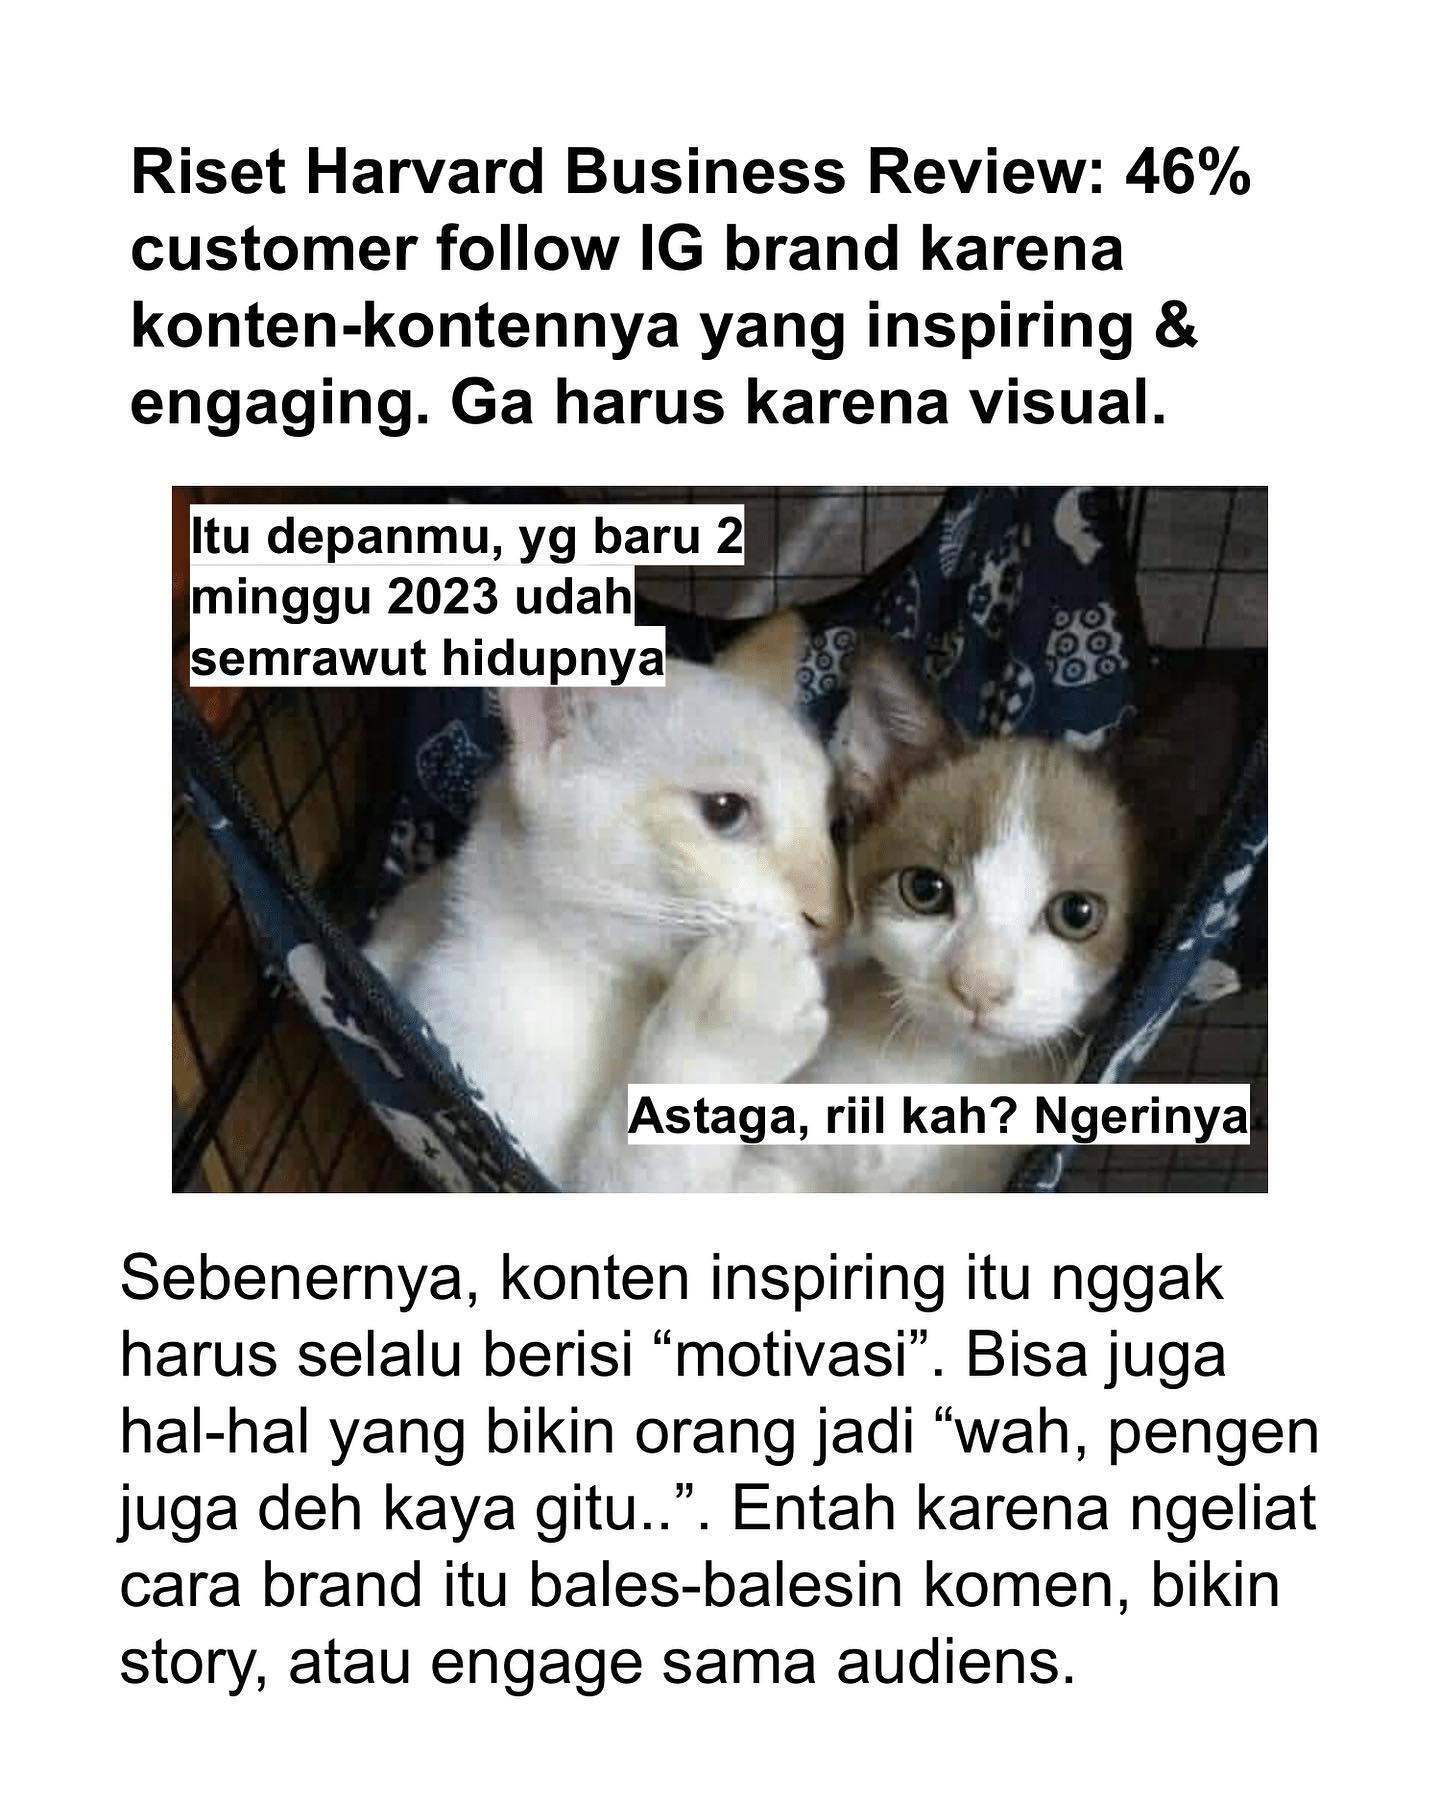 Riset Harvard Business Review: 46%
customer follow IG brand karena
konten-kontennya yang inspiring &
engaging. Ga harus karena visual.
Itu depanmu, yg baru 2
minggu 2023 udah
semrawut hidupnya
Astaga, riil kah? Ngerinya
Sebenernya, konten inspiring itu nggak
harus selalu berisi “motivasi”. Bisa juga
hal-hal yang bikin orang jadi “wah, pengen
juga deh kaya gitu..”. Entah karena ngeliat
cara brand itu bales-balesin komen, bikin
story, atau engage sama audiens.